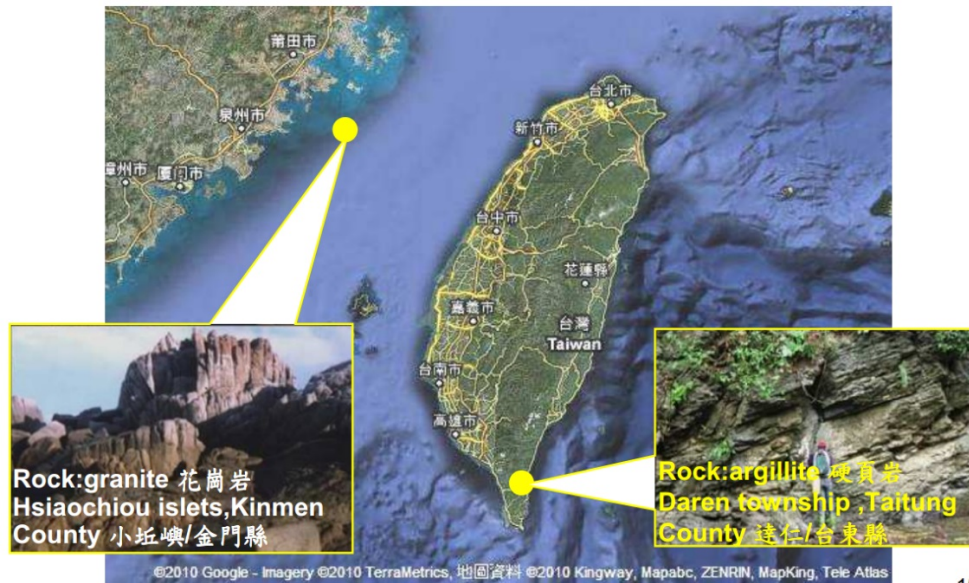 莆田市
泉州市
漳州市
厦门市
台北市
新竹市
台中市
花蓮縣
嘉義市
台灣
Taiwan
台南市
高雄市
Rock:granite 花崗岩
Hsiaochiou islets,Kinmen
County 小坵嶼/金門縣
Rock:argillite 硬頁岩
Daren township ,Taitung
County 達仁/台東縣
©2010 Google - Imagery ©2010 TerraMetrics, 地圖資料 ©2010 Kingway, Mapabc, ZENRIN, MapKing, Tele Atlas